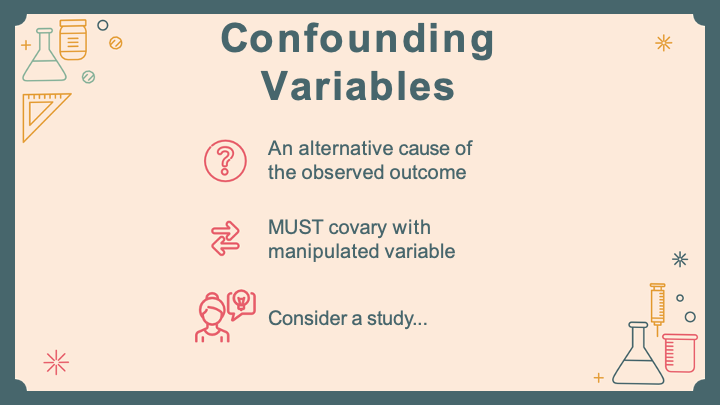 Confounding
Variables
An alternative cause of
the observed outcome
MUST covary with
manipulated variable
Consider a study...